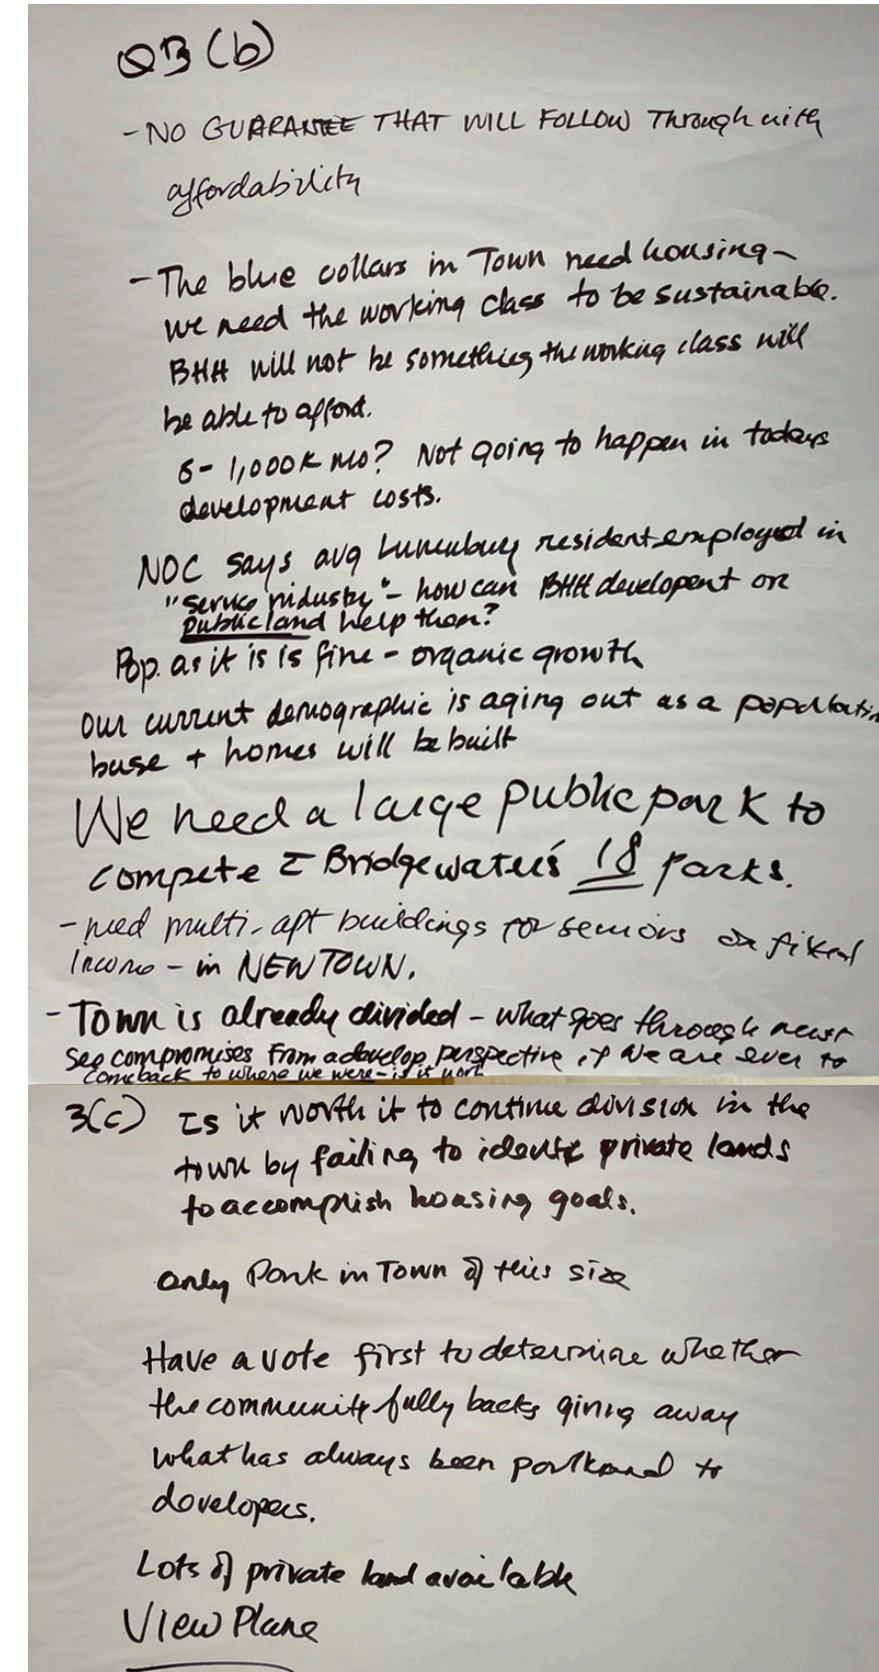 Q3 (b)
- NO GUARANTEE THAT WILL FOLLOW Through with
affordability
- The blue collars in Town need housing -
we need the working class to be sustainable.
BHH will not be something the working class will
be able to afford.
1,000K mo? Not going to happen in todays
development costs.
NOC says avg Lunenburg resident employed in
"service industry" - how can BHH developent on
public land help them?
Pop. as it is is fine - organic growth
our current demographic is aging out as a population
base + homes will be built
We need a large public park to
compete c Bridgewater's 18 parks.
- need multi-apt buildings for seniors on fixed
Income - in NEW TOWN.
- Town is already divided - what goes through must
see compromises from a develop. perspective if we are ever to
come back to where we were - is it
3(c) Is it worth it to continue division in the
town by failing to private lands
to accomplish housing goals.
only Park in Town of this size
Have a vote first to determine whether
the community fully backs giving away
what has always been parkland to
developers.
Lots of private land available
View Plane